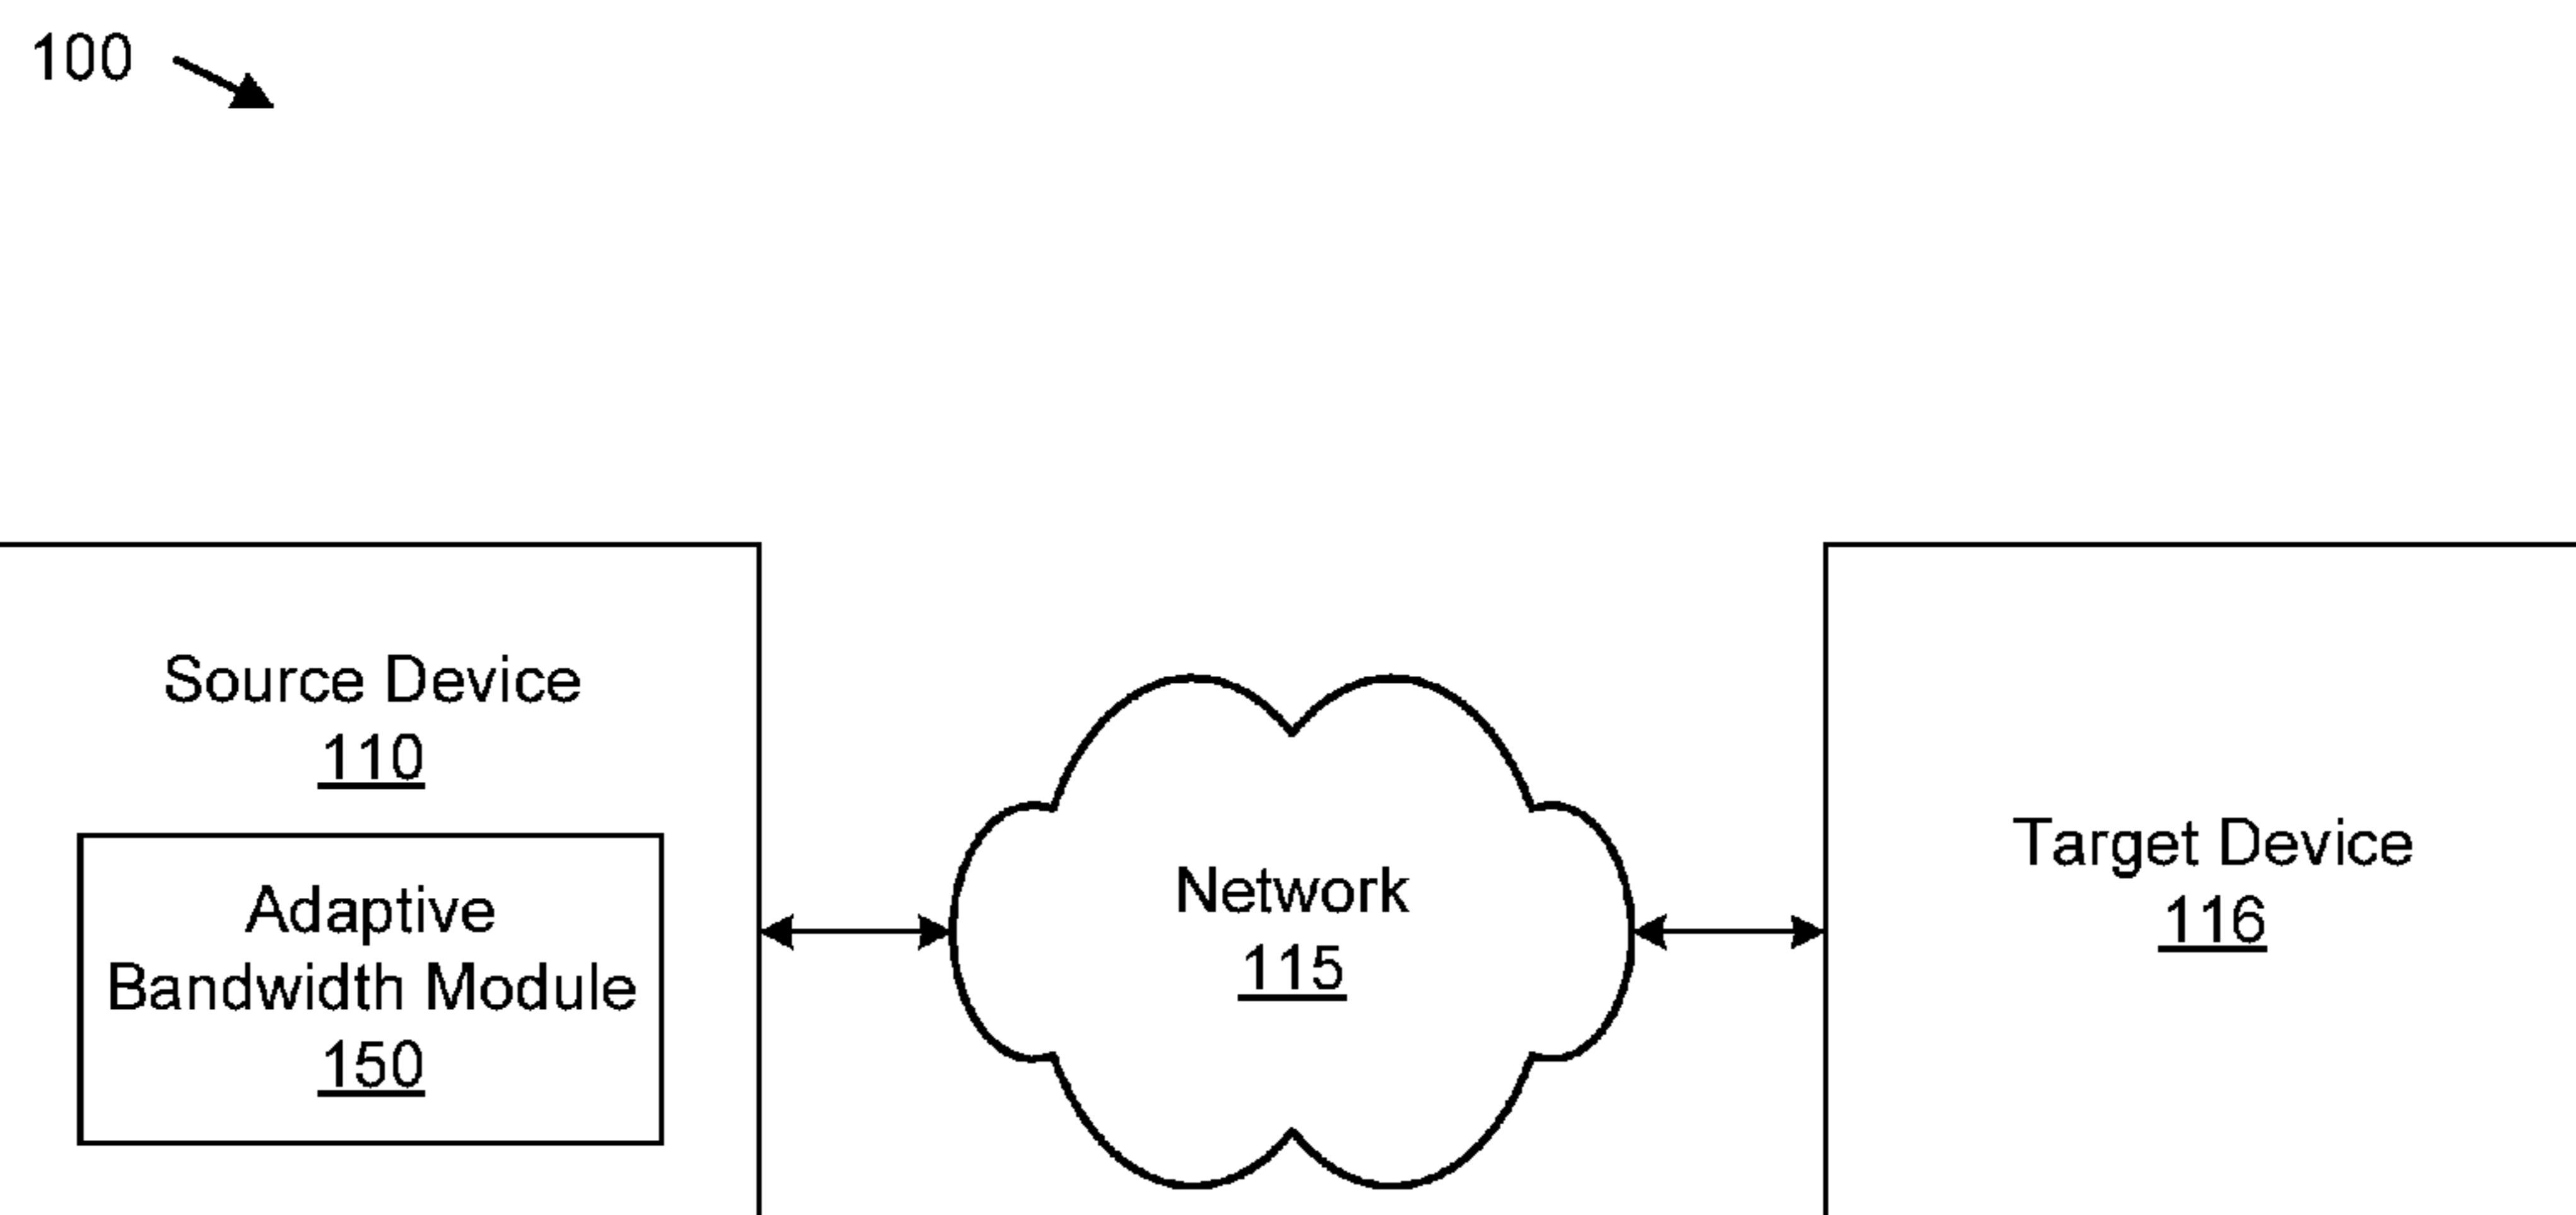 100
Source Device
110
Adaptive
Bandwidth Module
150
Network
115
Target Device
116